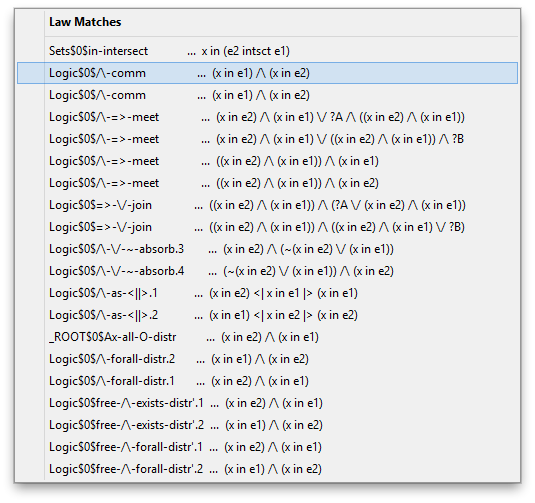 Law Matches
Sets$0$in-intersect ... x in (e2 intsct e1)
Logic$0$/\-comm ... (x in e1) /\ (x in e2)
Logic$0$/\-comm ... (x in e1) /\ (x in e2)
Logic$0$/\-=>-meet ... (x in e2) /\ (x in e1) \/ ?A /\ ((x in e2) /\ (x in e1))
Logic$0$/\-=>-meet ... (x in e2) /\ (x in e1) \/ ((x in e2) /\ (x in e1)) /\ ?B
Logic$0$/\-=>-meet ... ((x in e2) /\ (x in e1)) /\ (x in e1)
Logic$0$/\-=>-meet ... ((x in e2) /\ (x in e1)) /\ (x in e2)
Logic$0$=>-\/-join ... ((x in e2) /\ (x in e1)) /\ (?A \/ (x in e2) /\ (x in e1))
Logic$0$=>-\/-join ... ((x in e2) /\ (x in e1)) /\ ((x in e2) /\ (x in e1) \/ ?B)
Logic$0$/\-\/-~-absorb.3 ... (x in e2) /\ (~(x in e2) \/ (x in e1))
Logic$0$/\-\/-~-absorb.4 ... (~(x in e2) \/ (x in e1)) /\ (x in e2)
Logic$0$/\-as-<||>.1 ... (x in e2) <| x in e1 |> (x in e1)
Logic$0$/\-as-<||>.2 ... (x in e1) <| x in e2 |> (x in e2)
_ROOT$0$Ax-all-O-distr ... (x in e2) /\ (x in e1)
Logic$0$/\-forall-distr.2 ... (x in e1) /\ (x in e2)
Logic$0$/\-forall-distr.1 ... (x in e2) /\ (x in e1)
Logic$0$free-/\-exists-distr'.1 ... (x in e2) /\ (x in e1)
Logic$0$free-/\-exists-distr'.2 ... (x in e1) /\ (x in e2)
Logic$0$free-/\-forall-distr'.1 ... (x in e2) /\ (x in e1)
Logic$0$free-/\-forall-distr'.2 ... (x in e1) /\ (x in e2)